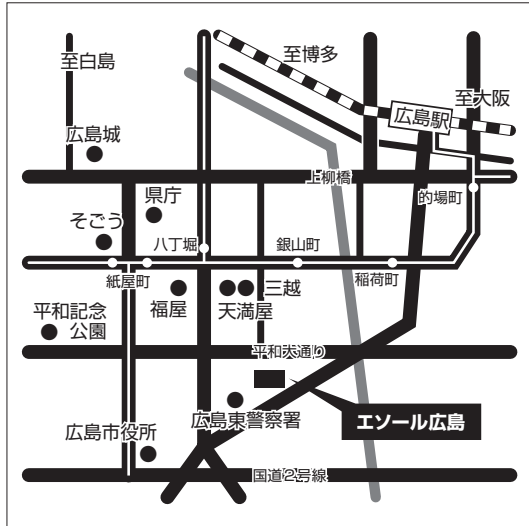 至白島
至博多
至大阪
広島駅
広島城
上柳橋
県庁
的場町
そごう
八丁堀
銀山町
稲荷町
紙屋町
福屋
天満屋
三越
平和記念
公園
平和大通り
広島東警察署
エソール広島
広島市役所
国道2号線